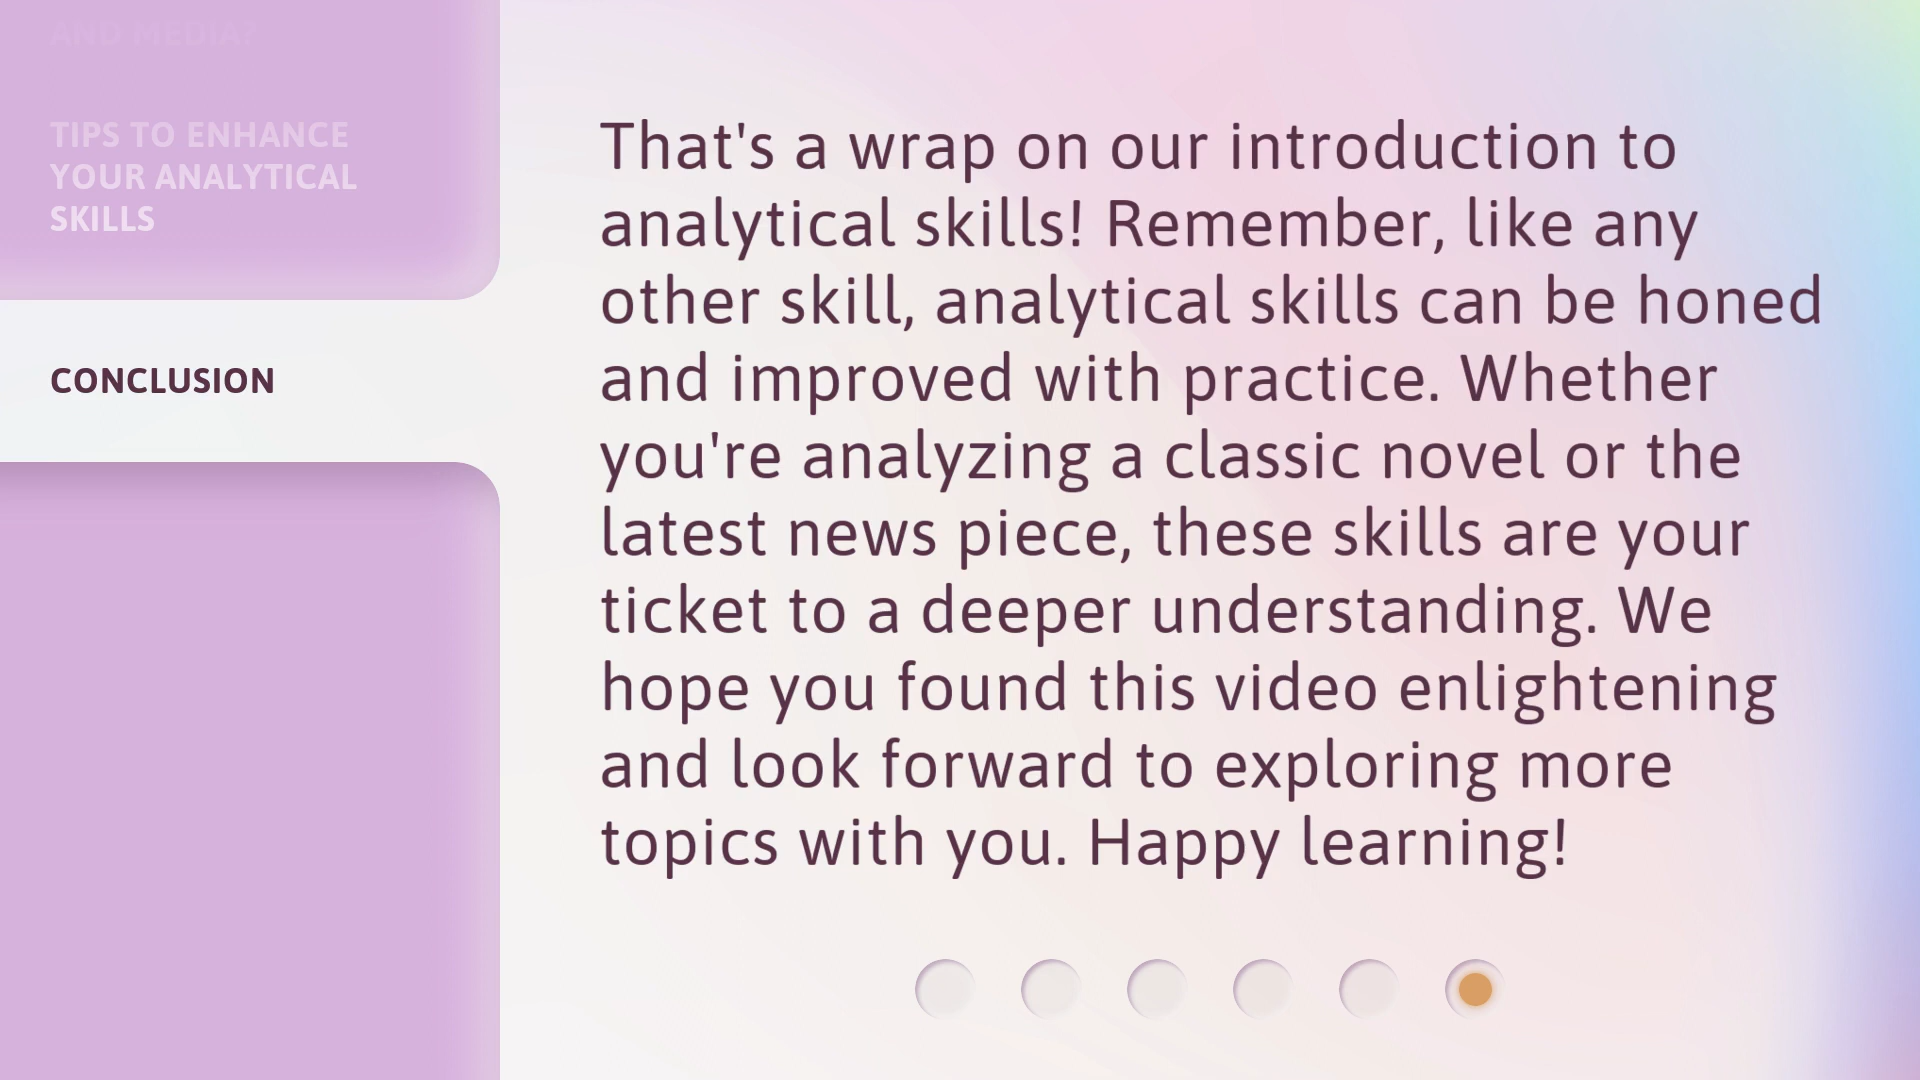 AND MEDIA?
TIPS TO ENHANCE
YOUR ANALYTICAL
SKILLS
CONCLUSION
That's a wrap on our introduction to
analytical skills! Remember, like any
other skill, analytical skills can be honed
and improved with practice. Whether
you're analyzing a classic novel or the
latest news piece, these skills are your
ticket to a deeper understanding. We
hope you found this video enlightening
and look forward to exploring more
topics with you. Happy learning!